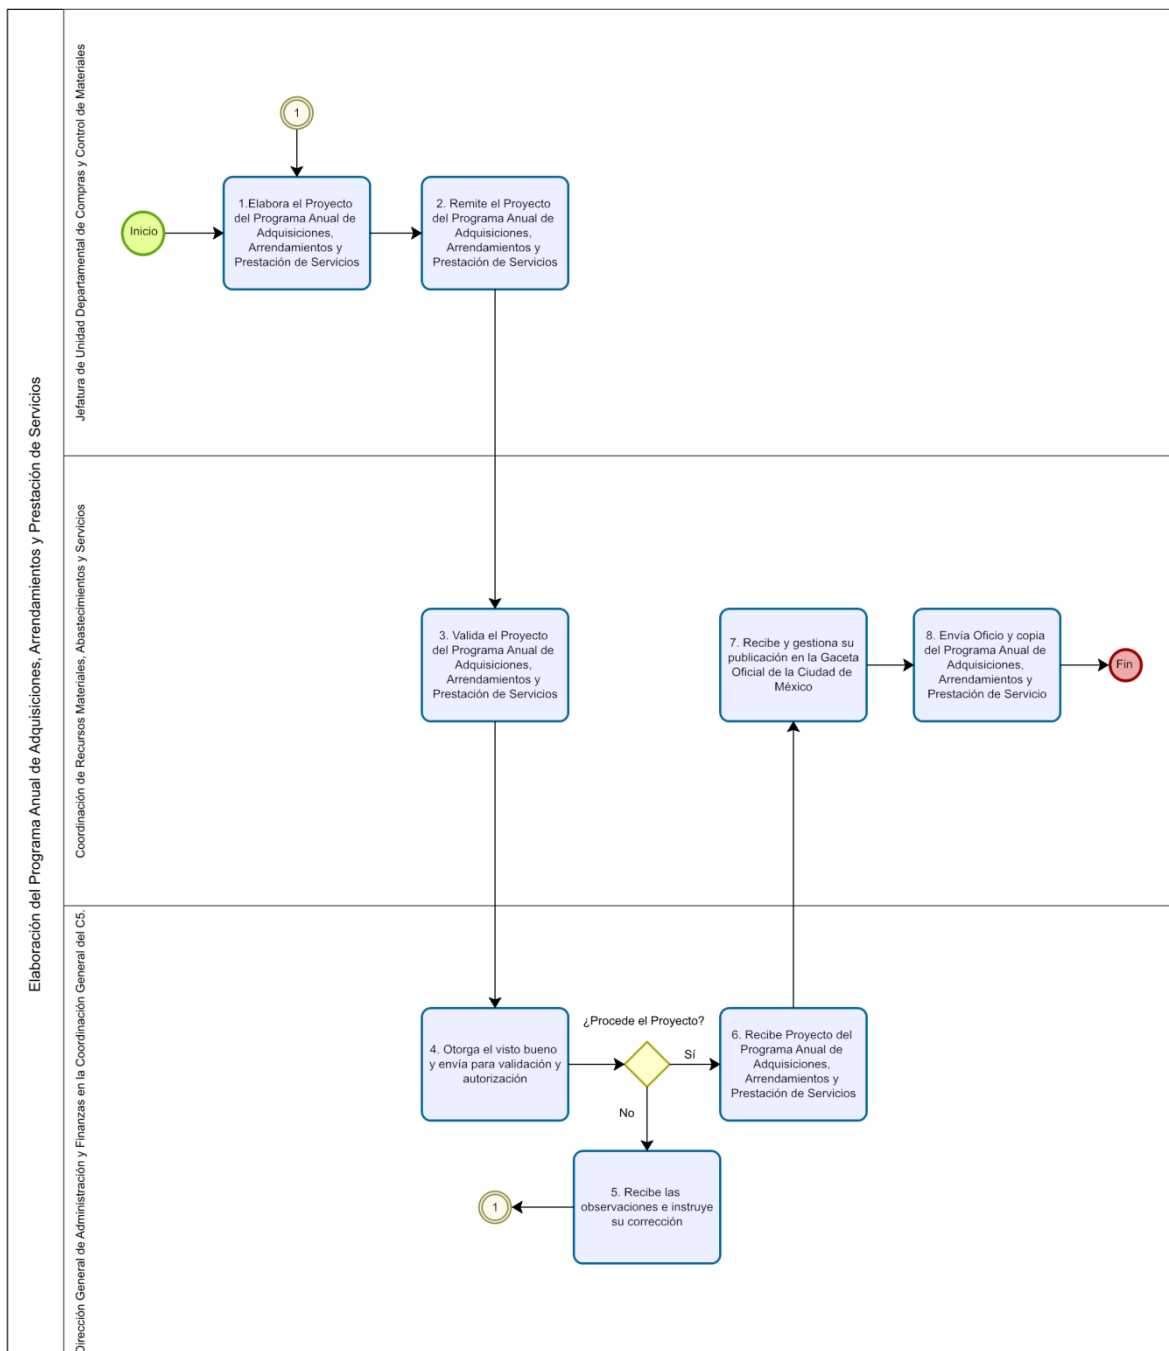 Elaboración del Programa Anual de Adquisiciones, Arrendamientos y Prestación de Servicios
Jefatura de Unidad Departamental de Compras y Control de Materiales
1
Inicio
1.Elabora el Proyecto
del Programa Anual de
Adquisiciones,
Arrendamientos y
Prestación de Servicios
2. Remite el Proyecto
del Programa Anual de
Adquisiciones,
Arrendamientos y
Prestación de Servicios
Coordinación de Recursos Materiales, Abastecimientos y Servicios
3. Valida el Proyecto
del Programa Anual de
Adquisiciones,
Arrendamientos y
Prestación de Servicios
7. Recibe y gestiona su
publicación en la Gaceta
Oficial de la Ciudad de
México
8. Envía Oficio y copia
del Programa Anual de
Adquisiciones,
Arrendamientos y
Prestación de Servicio
Fin
Dirección General de Administración y Finanzas en la Coordinación General del C5.
4. Otorga el visto bueno
y envía para validación y
autorización
¿Procede el Proyecto?
Sí
No
6. Recibe Proyecto del
Programa Anual de
Adquisiciones,
Arrendamientos y
Prestación de Servicios
5. Recibe las
observaciones e instruye
su corrección
1